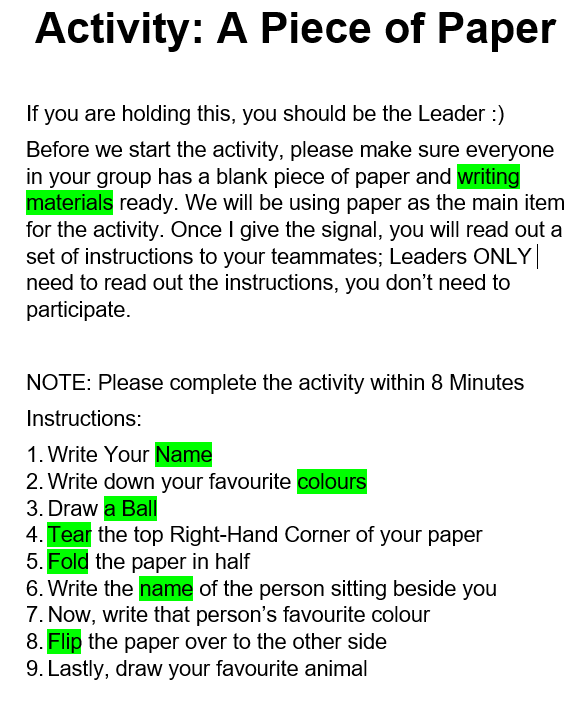 Activity: A Piece of Paper
If you are holding this, you should be the Leader :)
Before we start the activity, please make sure everyone
in your group has a blank piece of paper and writing
materials ready. We will be using paper as the main item
for the activity. Once I give the signal, you will read out a
set of instructions to your teammates; Leaders ONLY
need to read out the instructions, you don’t need to
participate.
NOTE: Please complete the activity within 8 Minutes
Instructions:
1. Write Your Name
2. Write down your favourite colours
3. Draw a Ball
4. Tear the top Right-Hand Corner of your paper
5. Fold the paper in half
6. Write the name of the person sitting beside you
7. Now, write that person’s favourite colour
8. Flip the paper over to the other side
9. Lastly, draw your favourite animal